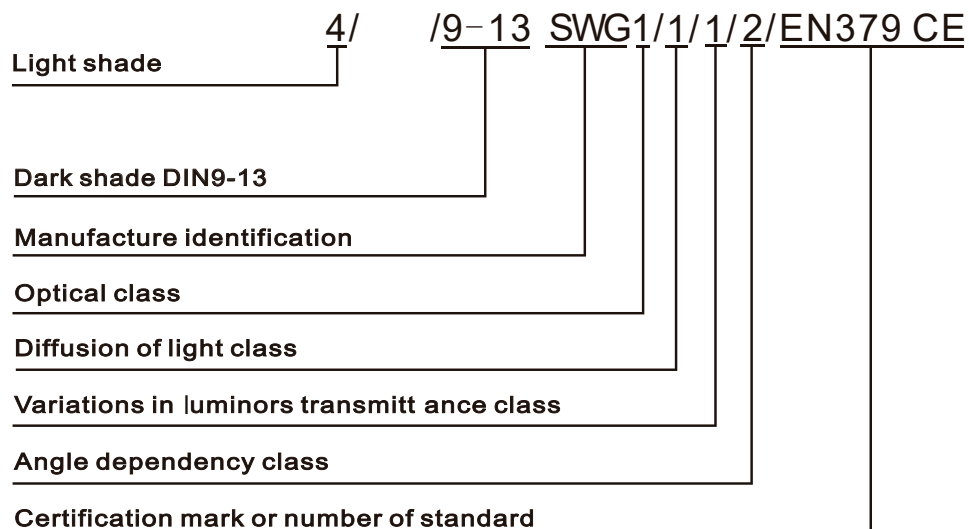 4/ /9-13 SWG1/1/1/2/EN379 CE
Light shade
Dark shade DIN9-13
Manufacture identification
Optical class
Diffusion of light class
Variations in luminors transmitt ance class
Angle dependency class
Certification mark or number of standard